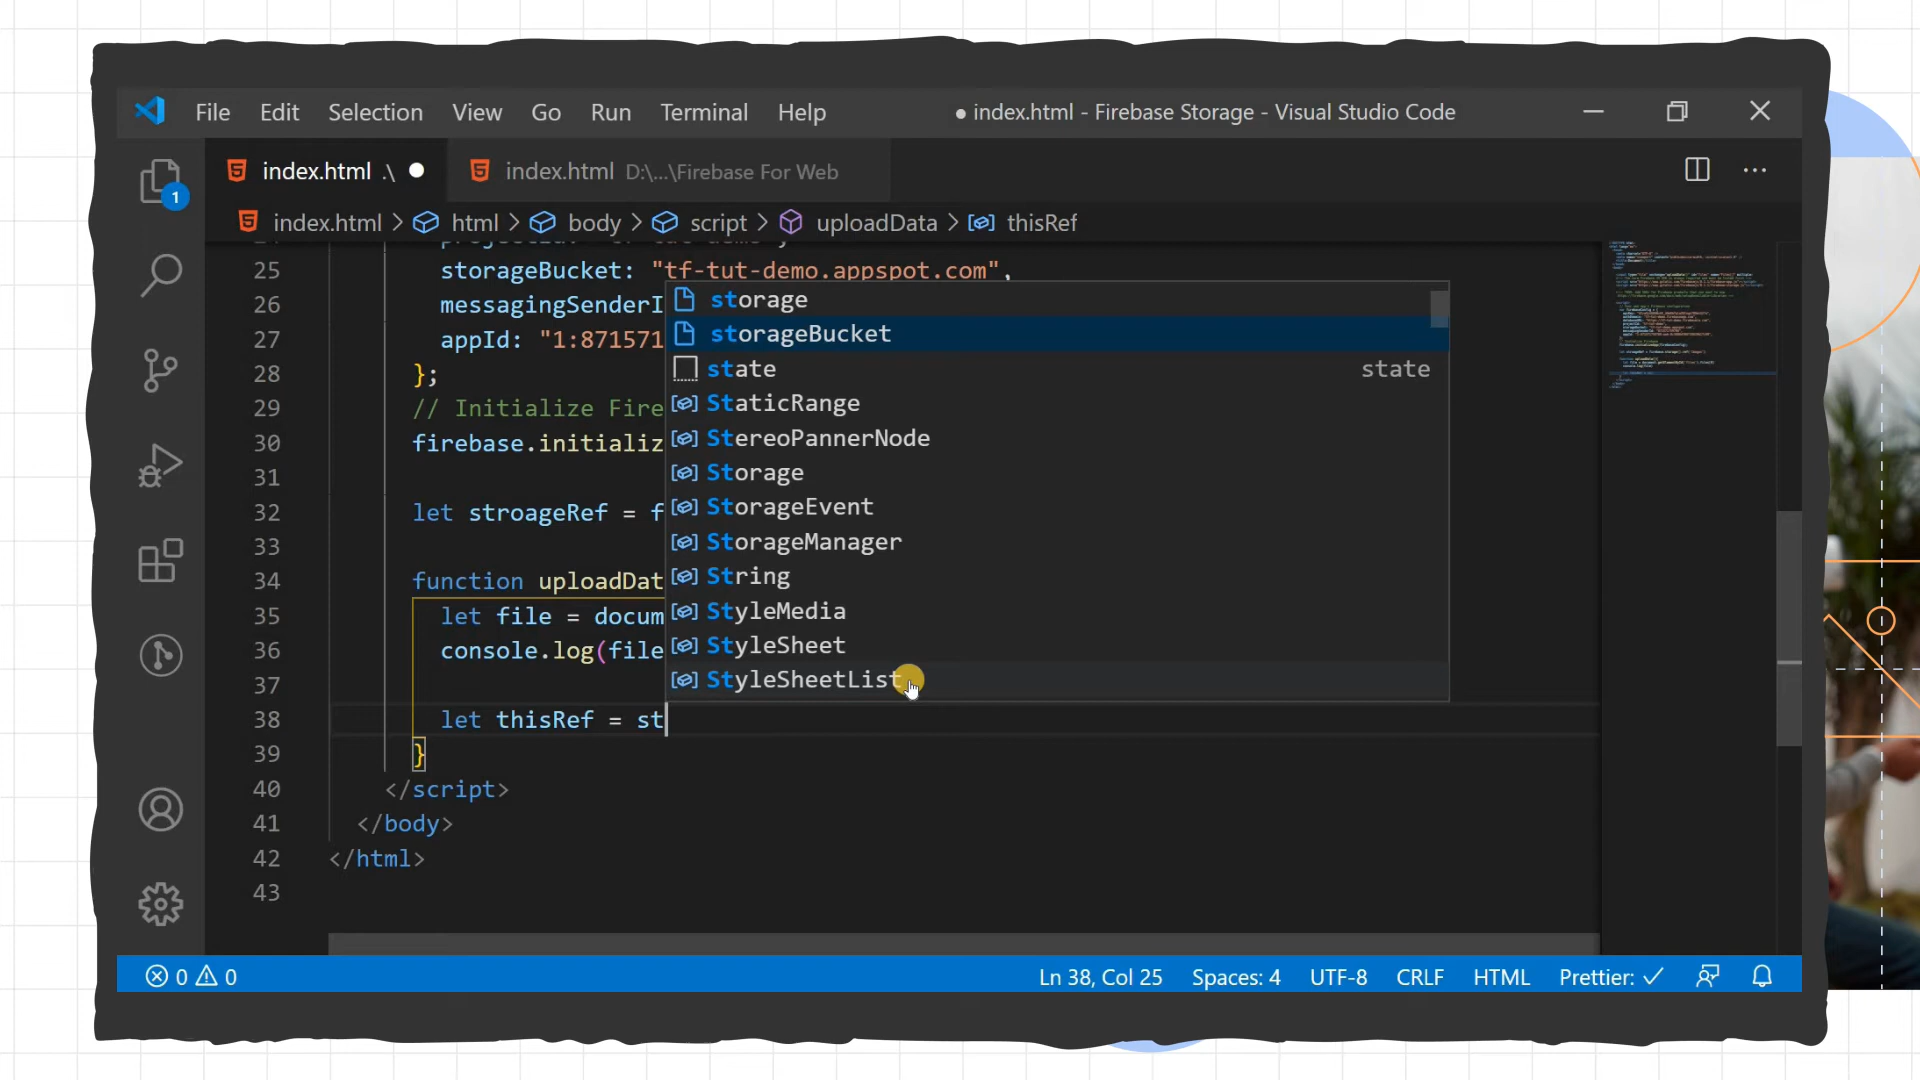 File Edit Selection View Go Run Terminal Help ● index.html - Firebase Storage - Visual Studio Code
index.html .\ index.html D:\...\Firebase For Web
index.html > html > body > script > uploadData > thisRef
1
25 storageBucket: "tf-tut-demo.appspot.com",
26 messagingSenderI
27 appId: "1:871571
28 };
29 // Initialize Fire
30 firebase.initializ
31
32 let stroageRef = f
33
34 function uploadDat
35 let file = docum
36 console.log(file
37
38 let thisRef = st
39 }
40 </script>
41 </body>
42 </html>
43
storage
storageBucket
state state
StaticRange
StereoPannerNode
Storage
StorageEvent
StorageManager
String
StyleMedia
StyleSheet
StyleSheetList
0 0 Ln 38, Col 25 Spaces: 4 UTF-8 CRLF HTML Prettier: ✓